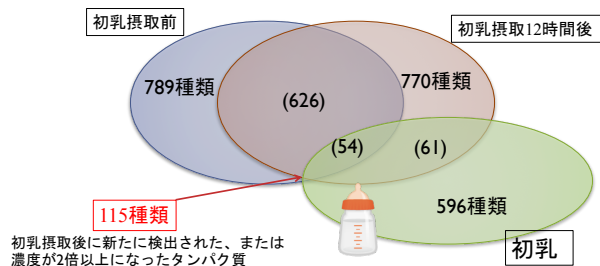 初乳摂取前
初乳摂取12時間後
789種類
770種類
(626)
(54)
(61)
115種類
596種類
初乳摂取後に新たに検出された、または
濃度が2倍以上になったタンパク質
初乳